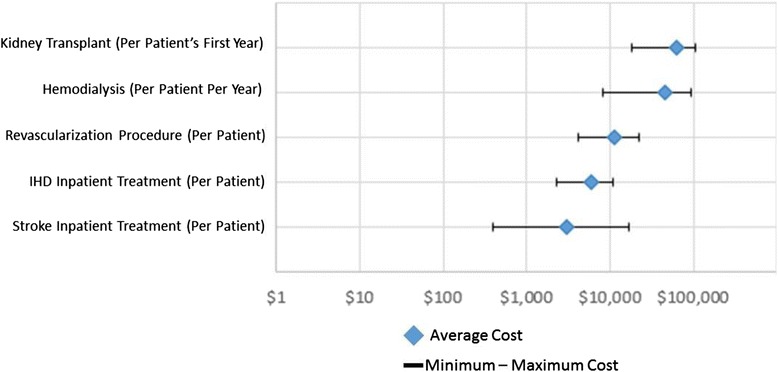 Kidney Transplant (Per Patient's First Year)
Hemodialysis (Per Patient Per Year)
Revascularization Procedure (Per Patient)
IHD Inpatient Treatment (Per Patient)
Stroke Inpatient Treatment (Per Patient)
$1 $10 $100 $1,000 $10,000 $100,000
Average Cost
Minimum – Maximum Cost